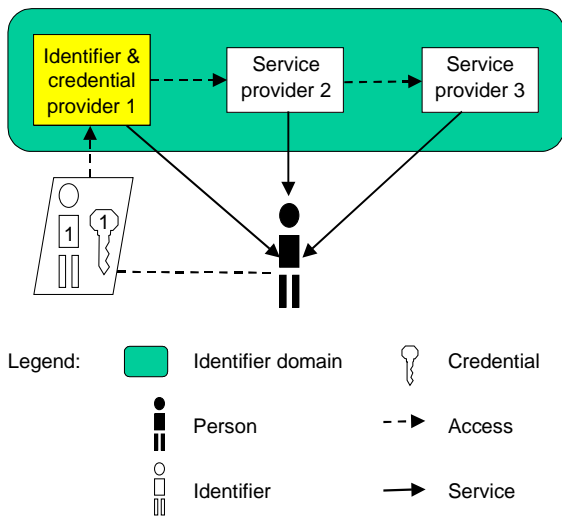 Identifier &
credential
provider 1
Service
provider 2
Service
provider 3
1
1
Legend:
Identifier domain
Credential
Person
Access
Identifier
Service